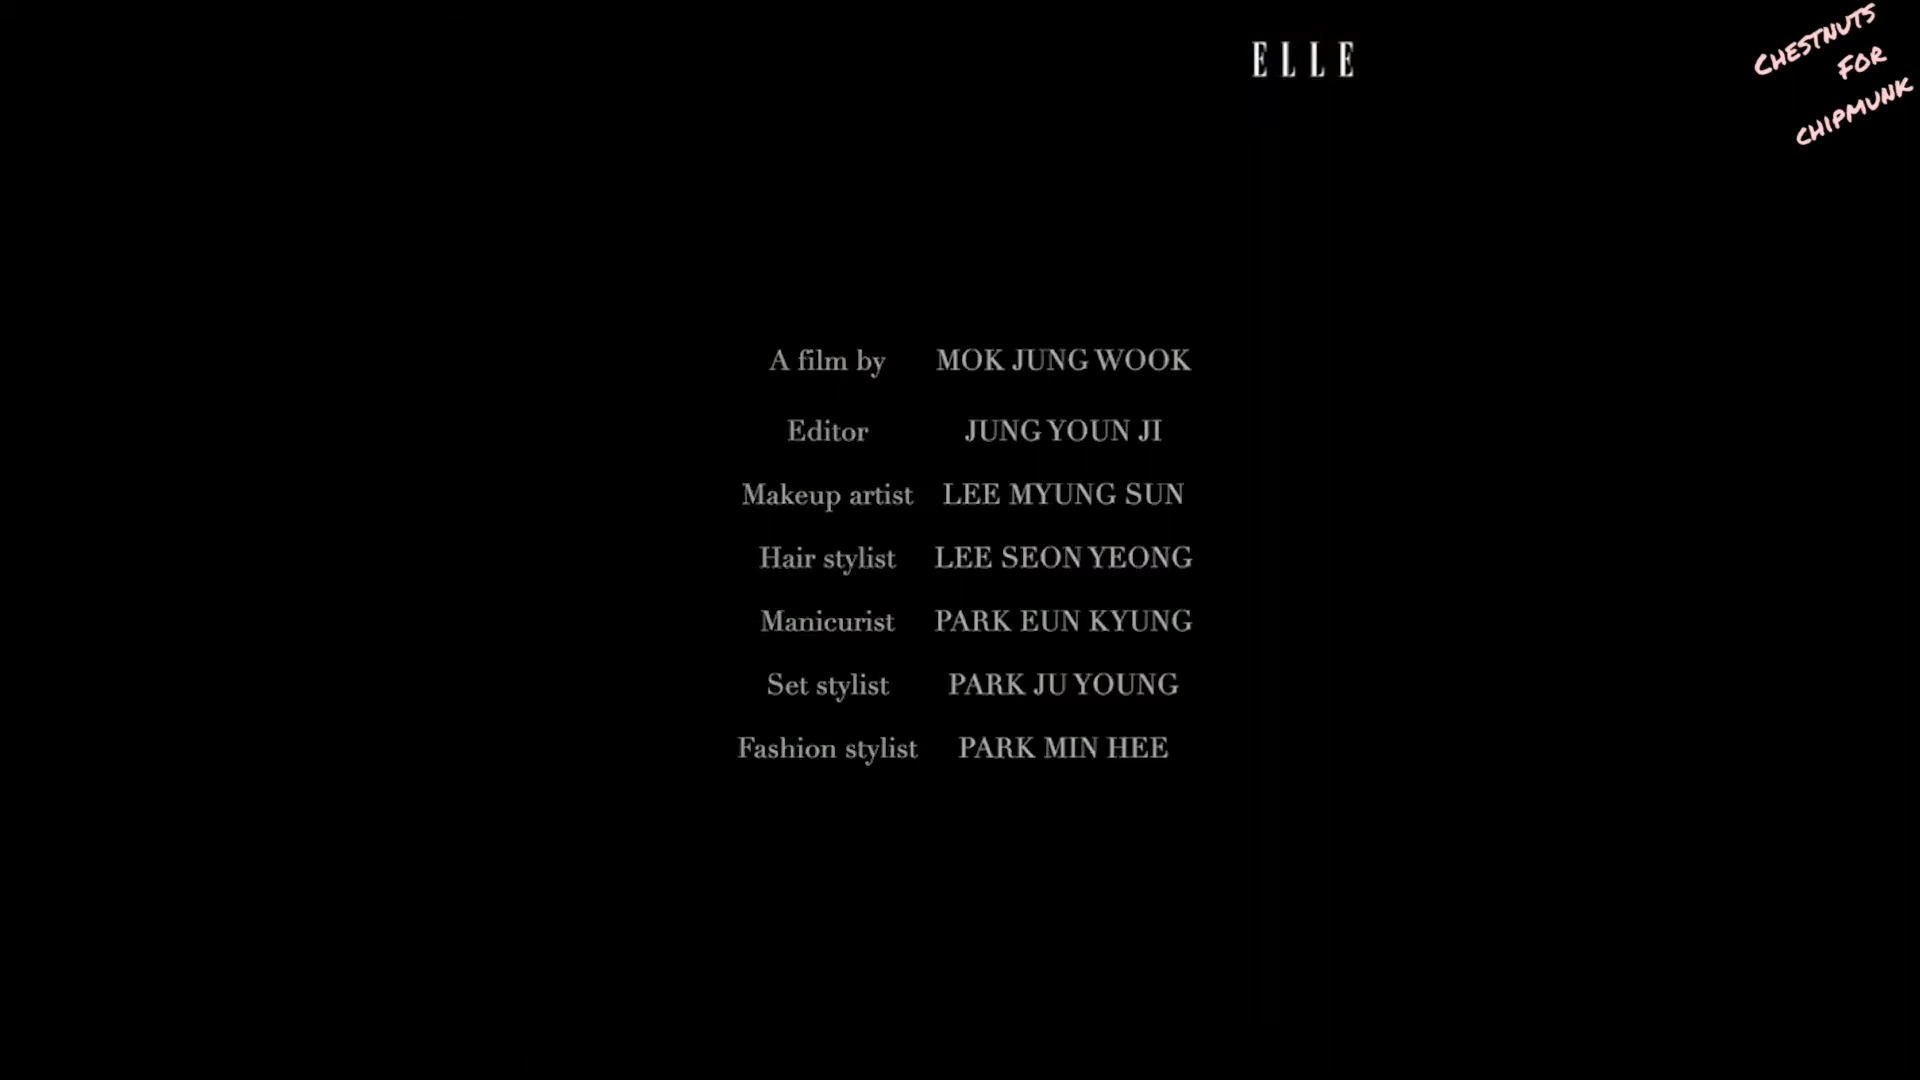 ELLE
CHESTNUTS
FOR
CHIPMUNK
A film by MOK JUNG WOOK
Editor JUNG YOUN JI
Makeup artist LEE MYUNG SUN
Hair stylist LEE SEON YEONG
Manicurist PARK EUN KYUNG
Set stylist PARK JU YOUNG
Fashion stylist PARK MIN HEE